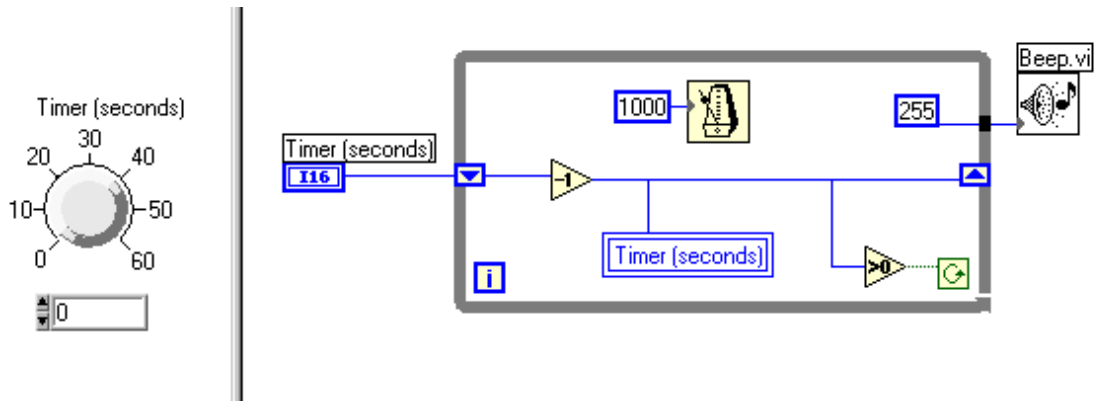 Timer (seconds)
30
20 40
10 50
0 60
0
Beep.vi
1000
255
Timer (seconds)
I16
-1
Timer (seconds)
>0
i